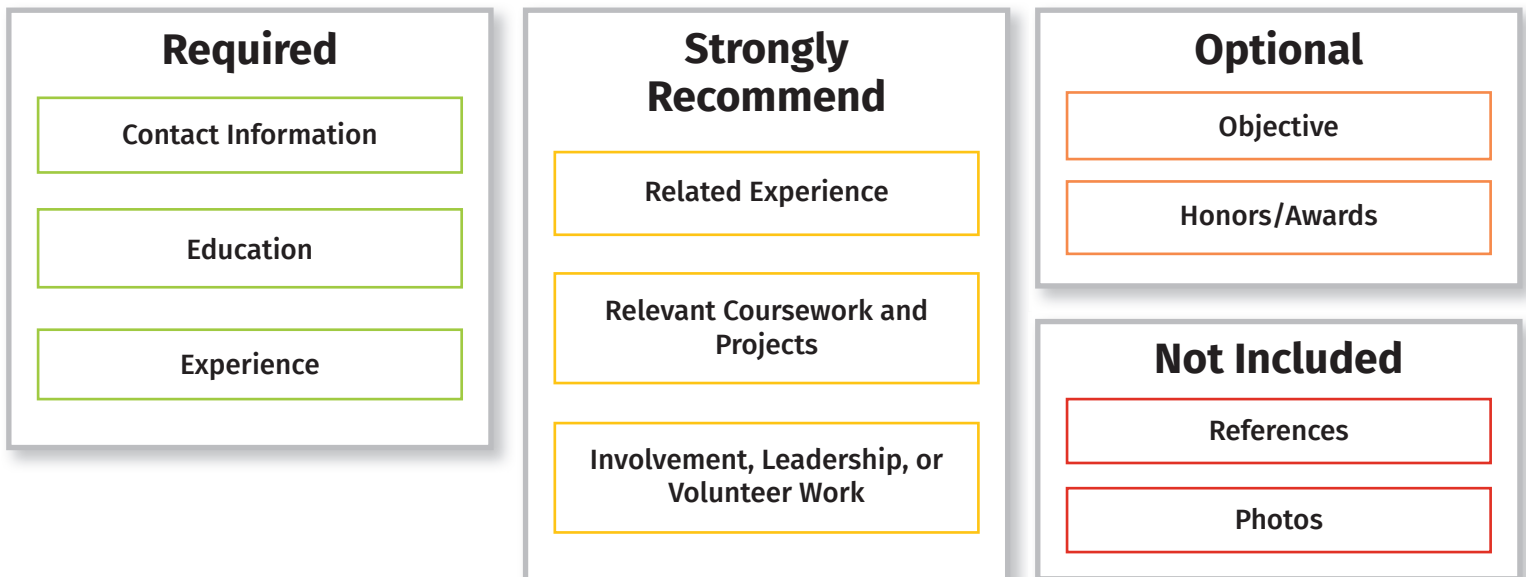 Required
Contact Information
Education
Experience
Strongly
Recommend
Related Experience
Relevant Coursework and
Projects
Involvement, Leadership, or
Volunteer Work
Optional
Objective
Honors/Awards
Not Included
References
Photos